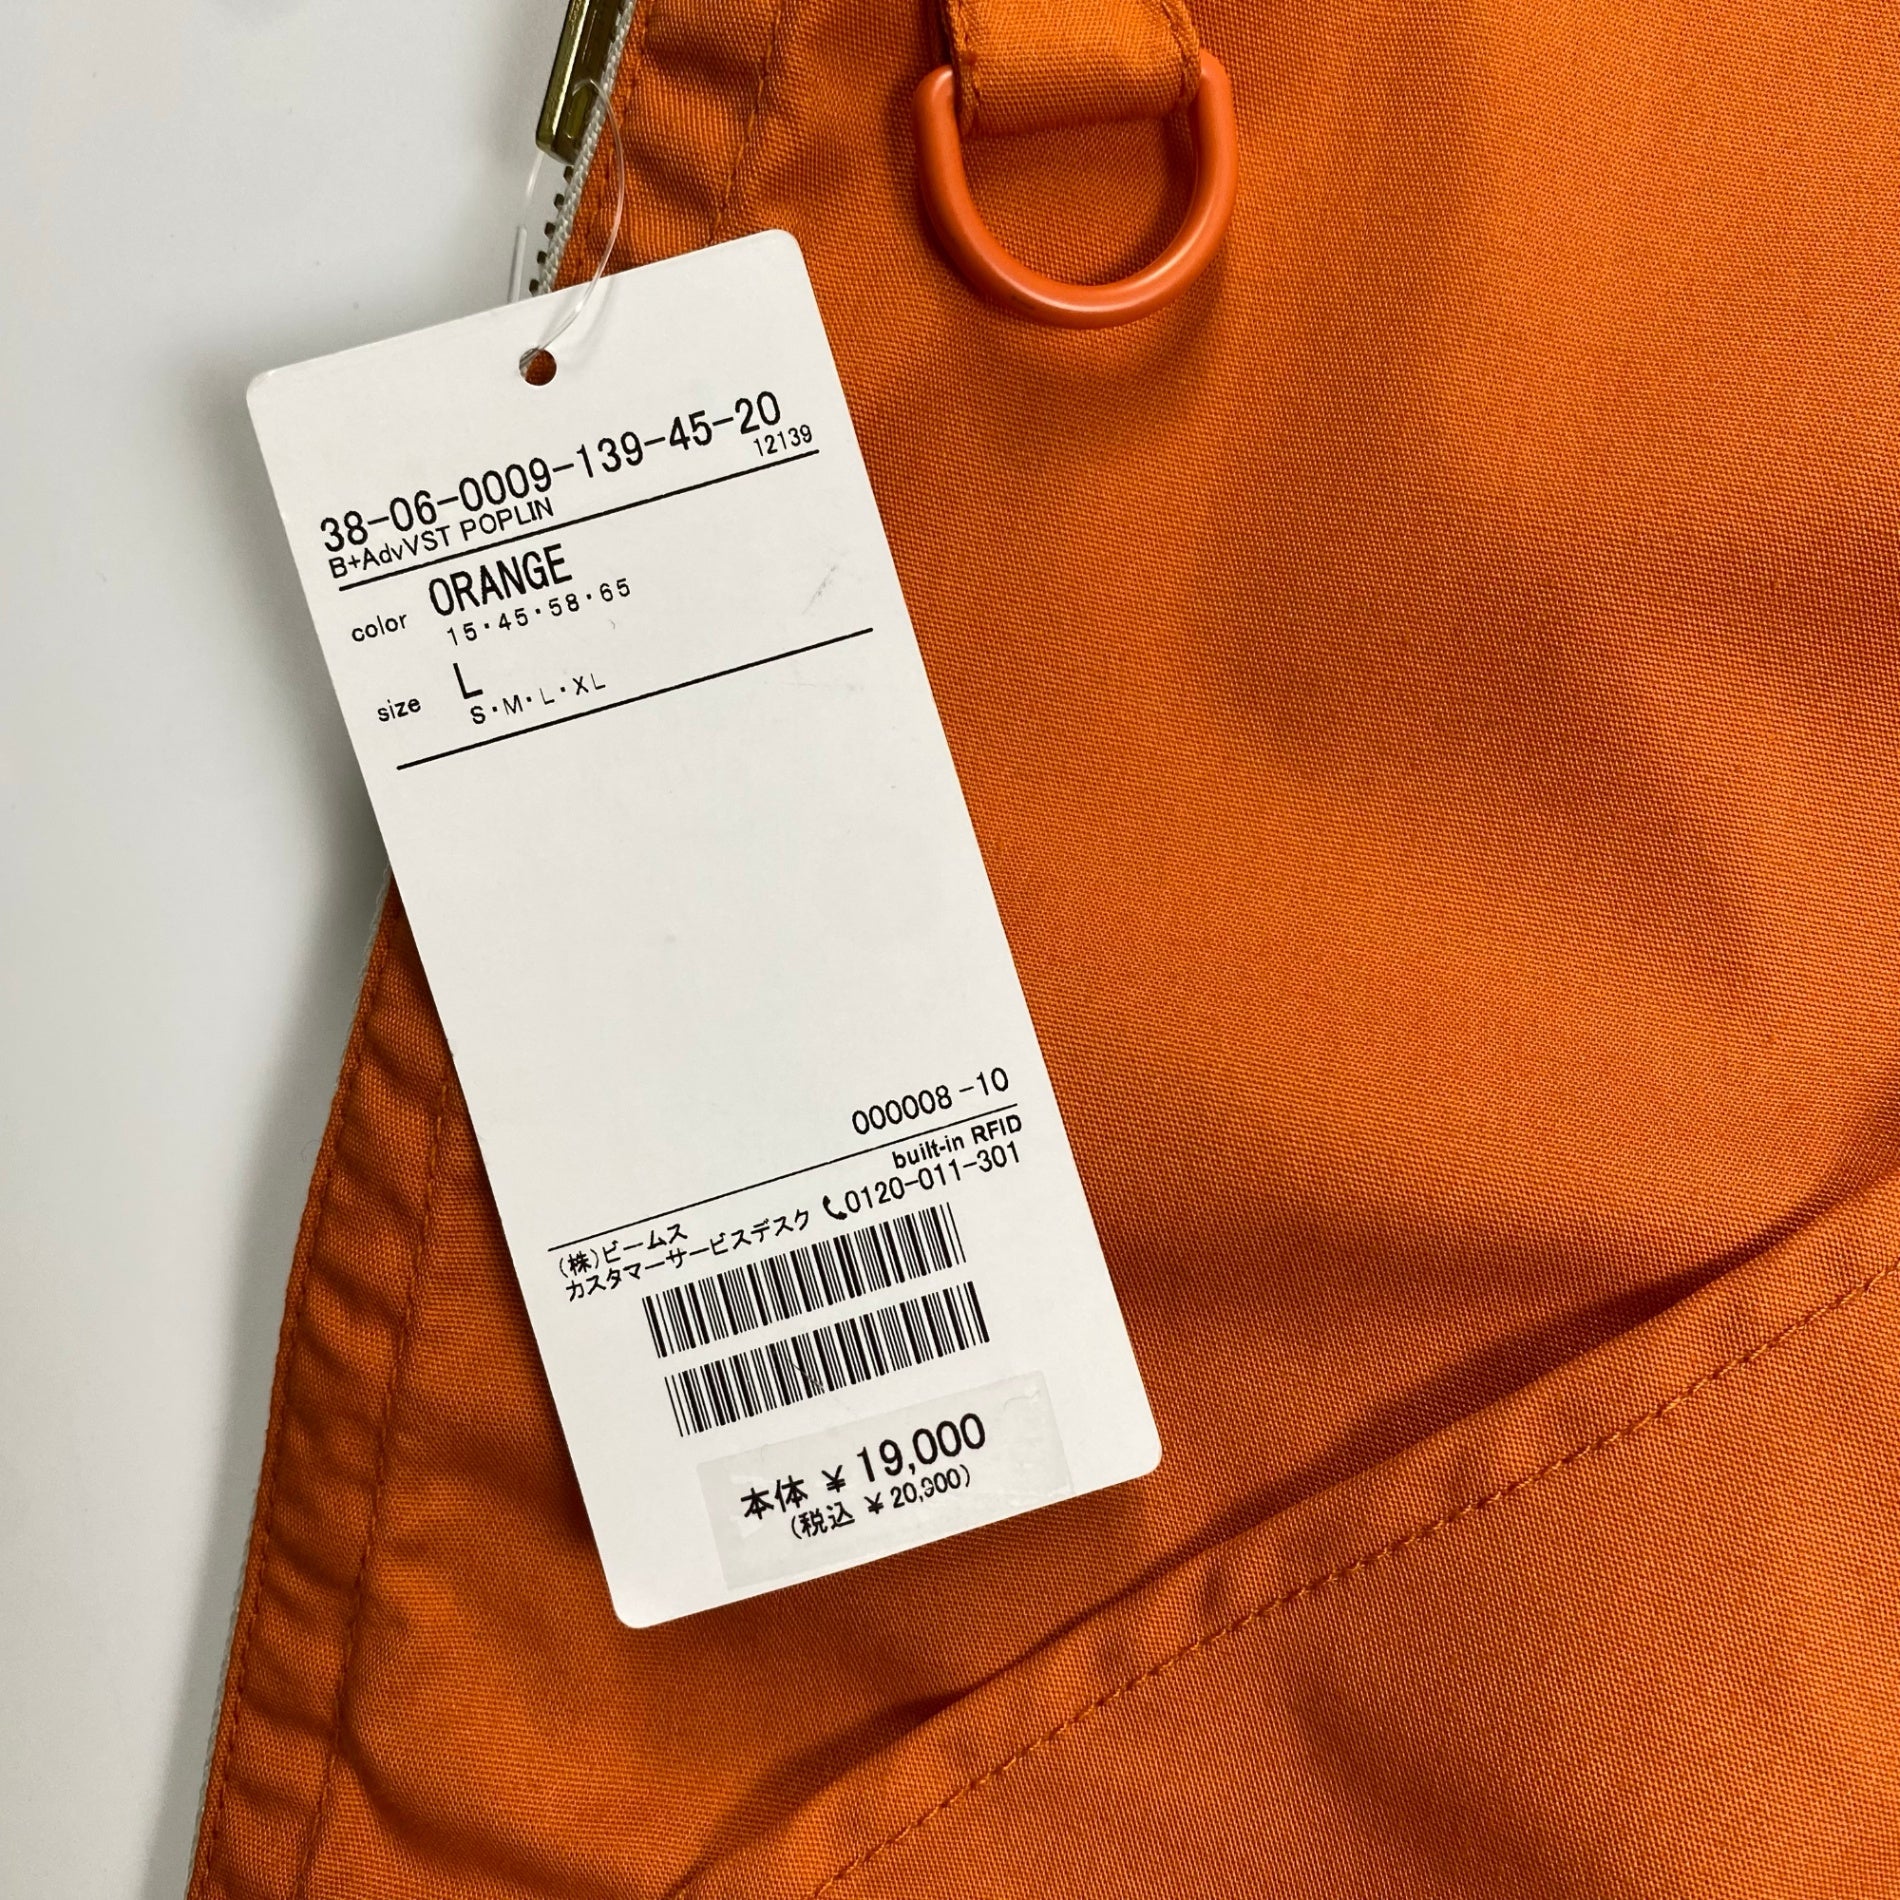 38-06-0009-139-45-20
12139
B+AdvVST POPLIN
color ORANGE
15・45・58・65
size L
S・M・L・XL
000008-10
built-in RFID
(株)ビームス
カスタマーサービスデスク 0120-011-301
本体 ¥ 19,000
(税込 ¥ 20,900)